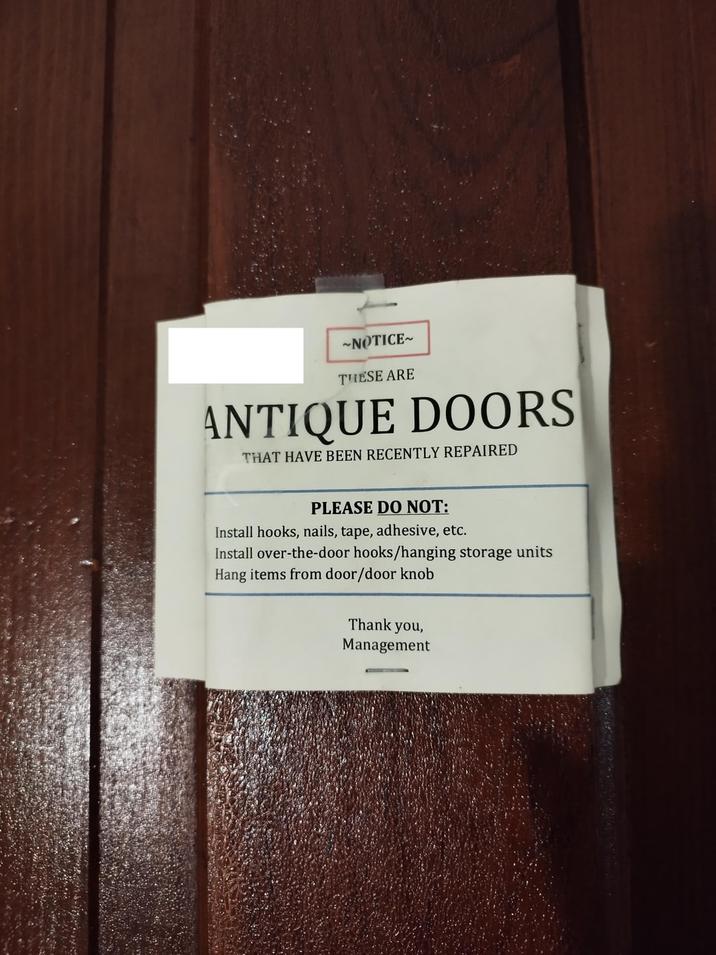 ~NOTICE~
THESE ARE
ANTIQUE DOORS
THAT HAVE BEEN RECENTLY REPAIRED
PLEASE DO NOT:
Install hooks, nails, tape, adhesive, etc.
Install over-the-door hooks/hanging storage units
Hang items from door/door knob
Thank you,
Management